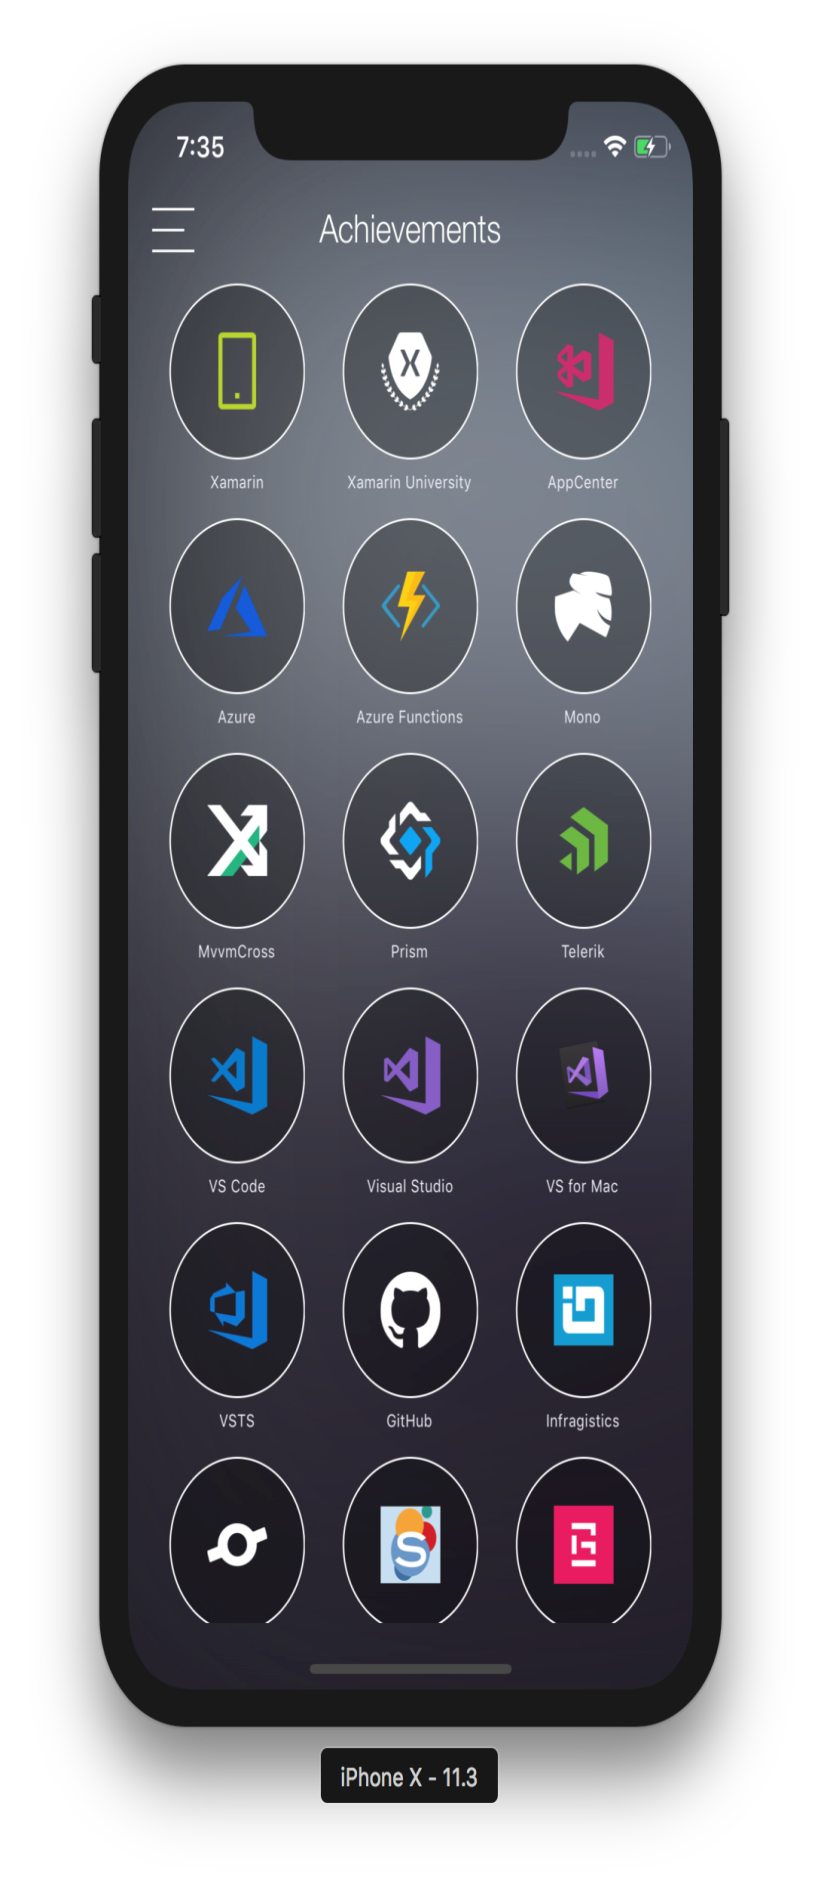 7:35
Achievements
Xamarin
Xamarin University
AppCenter
Azure
Azure Functions
Mono
MvvmCross
Prism
Telerik
VS Code
Visual Studio
VS for Mac
VSTS
GitHub
Infragistics
S
iPhone X - 11.3